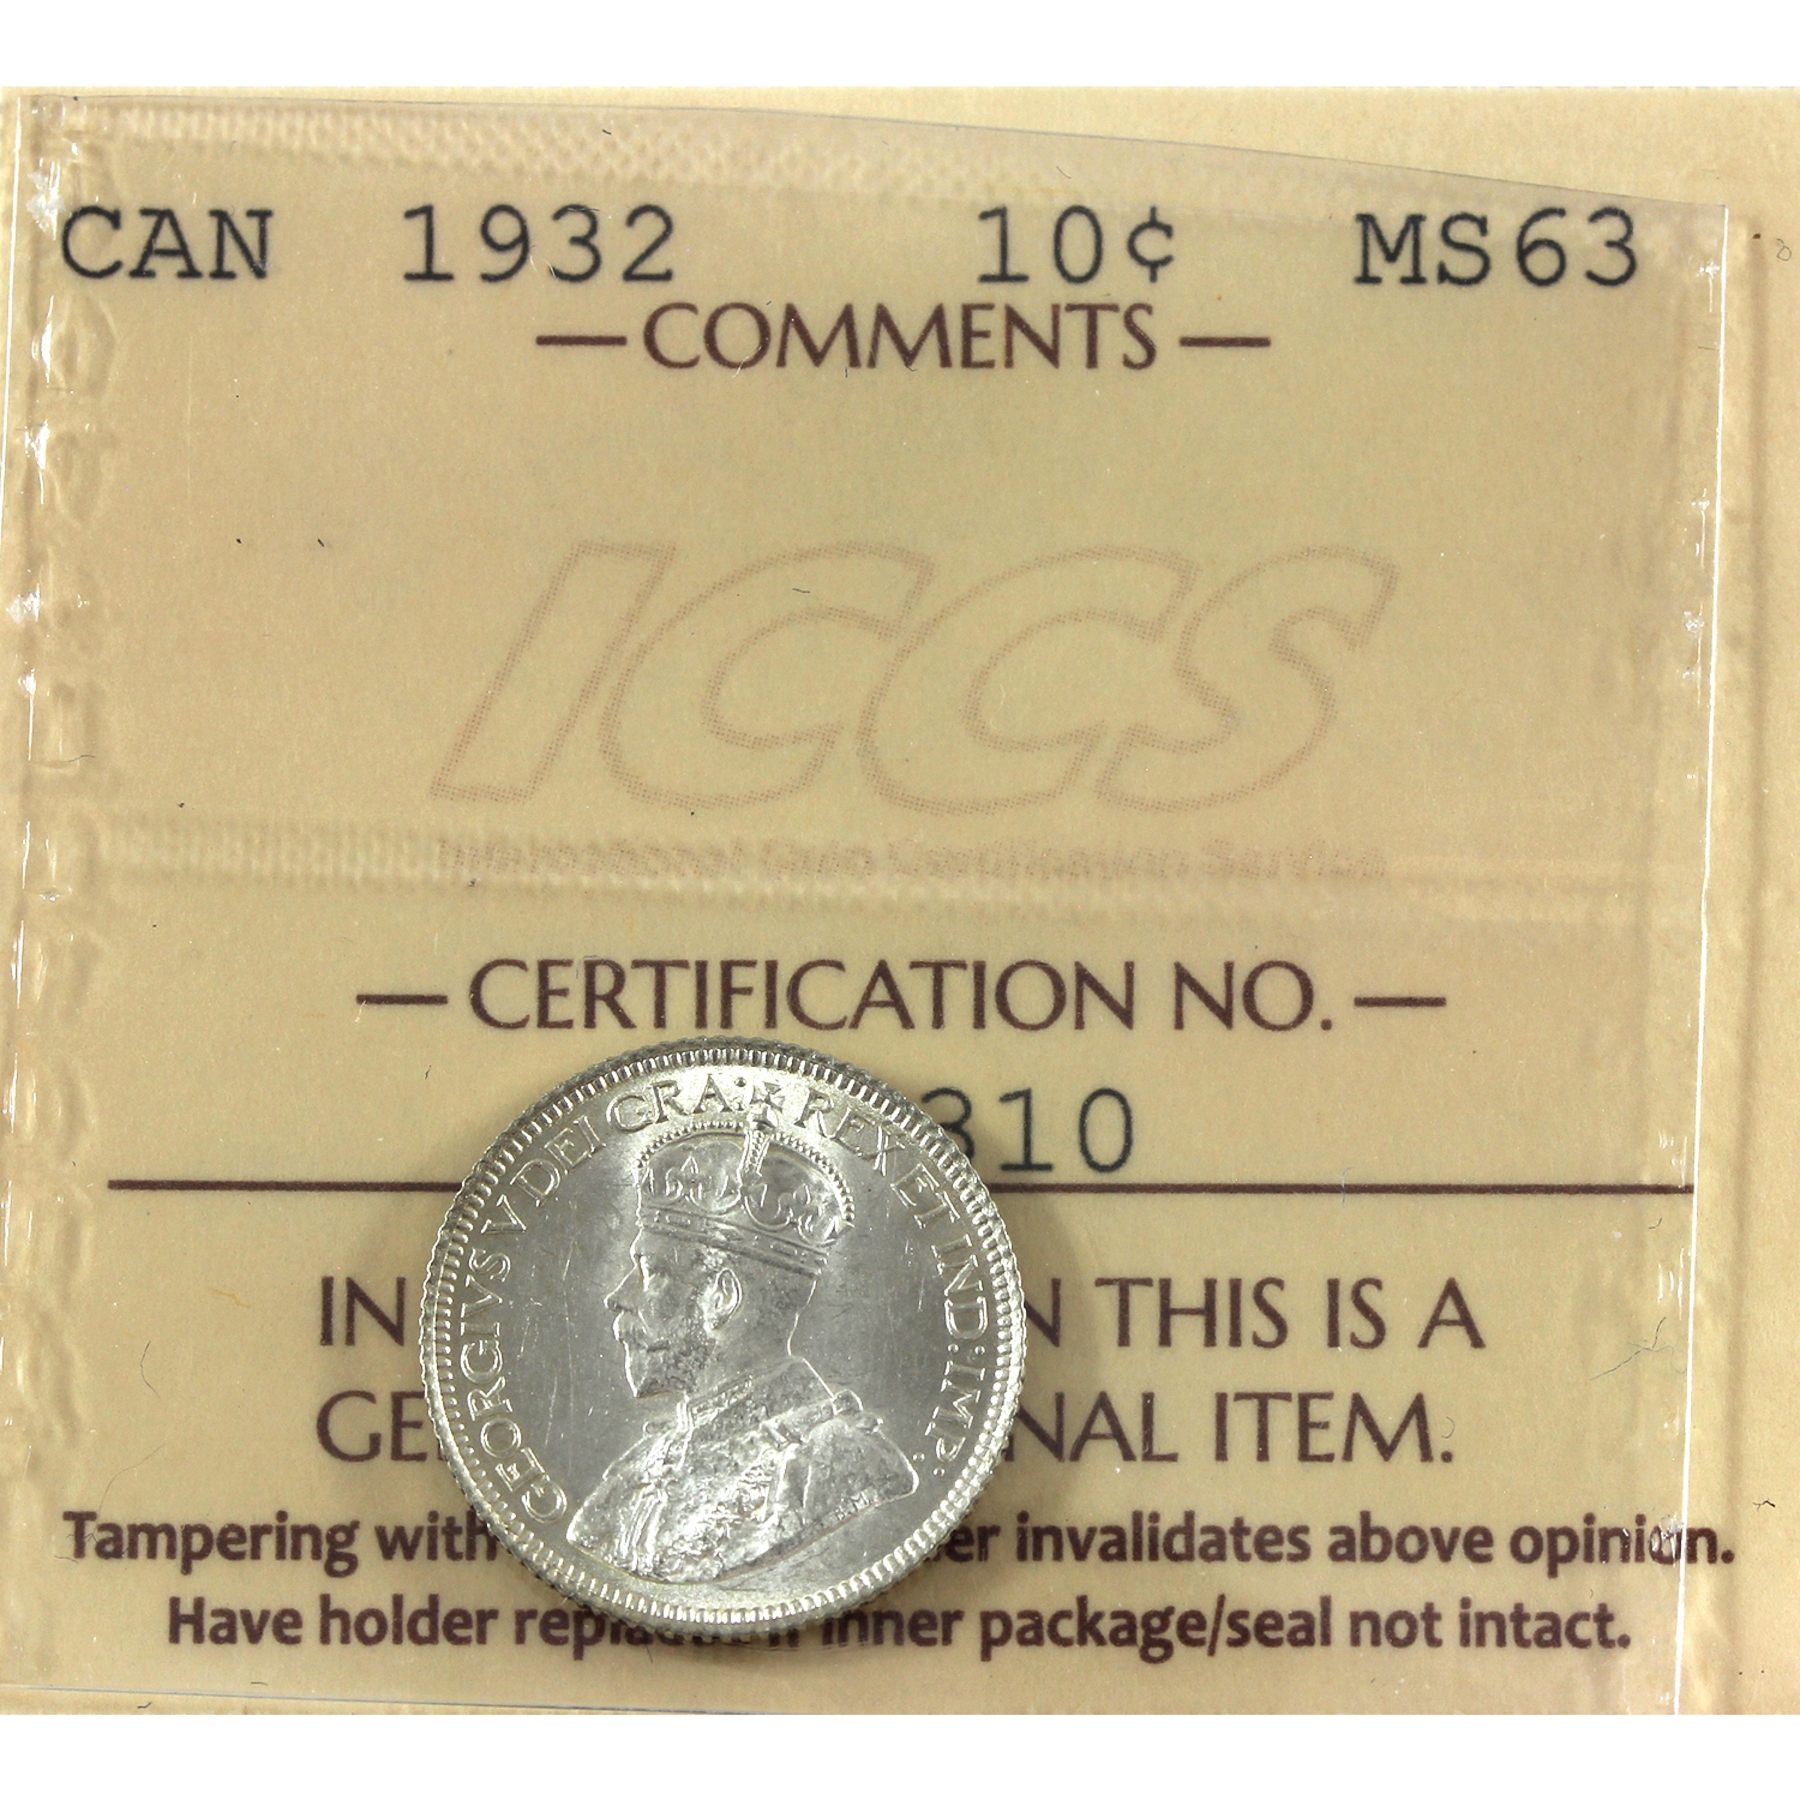 CAN 1932 10¢ MS63
— COMMENTS —
ICCS
— CERTIFICATION NO. —
310
GEORGIVS V DEI GRA: REX ET IND: IMP:
IN N THIS IS A
GE NAL ITEM.
Tampering with er invalidates above opinion.
Have holder inner package/seal not intact.